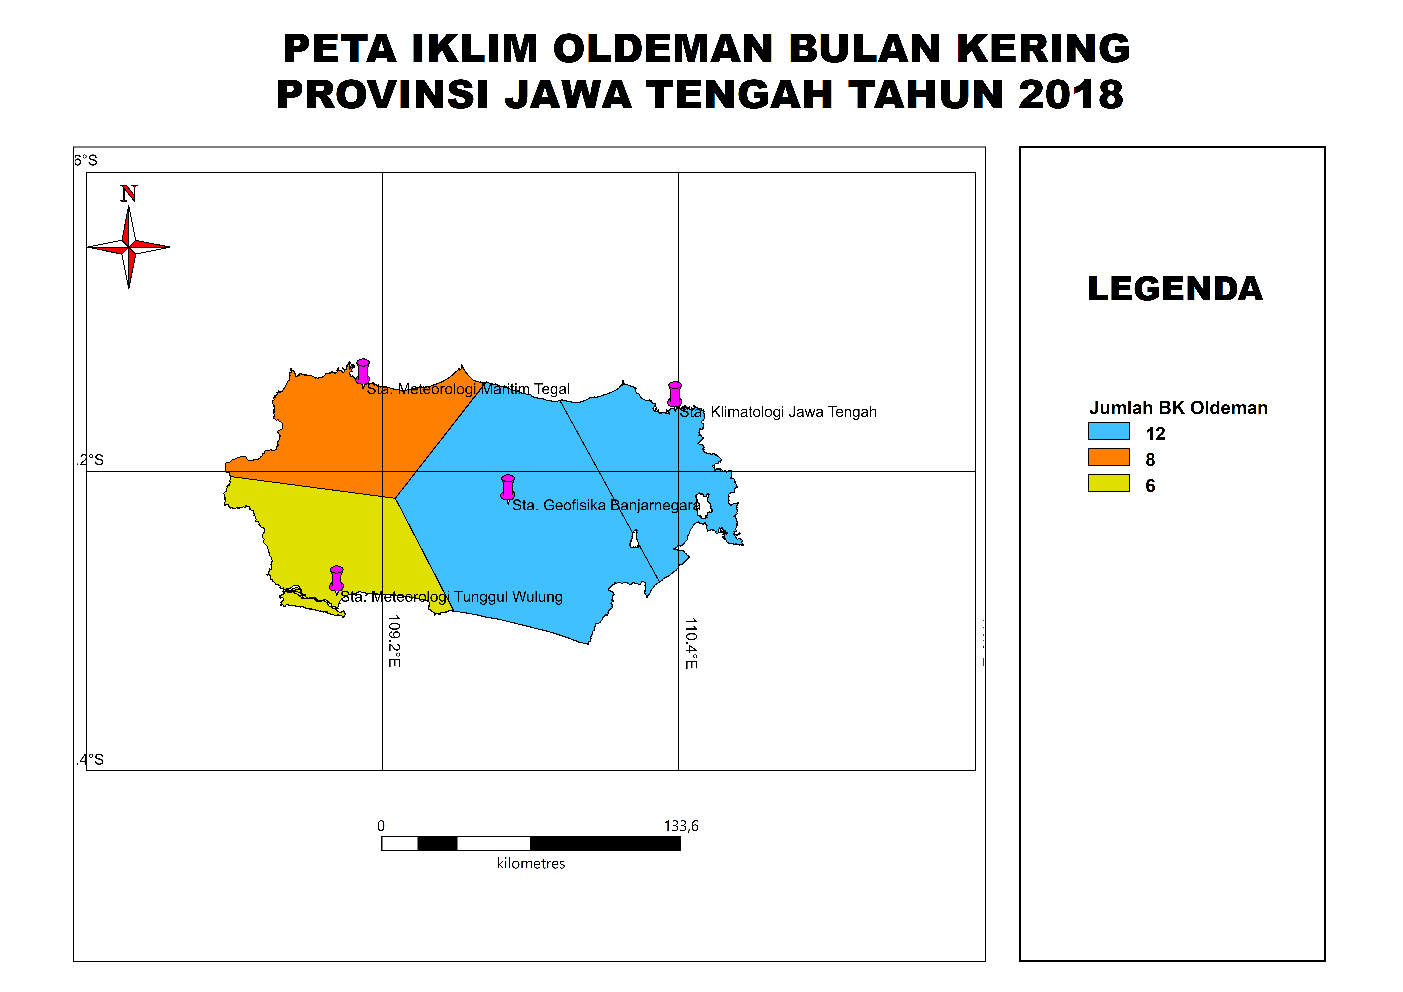 PETA IKLIM OLDEMAN BULAN KERING
PROVINSI JAWA TENGAH TAHUN 2018
6°S
N
LEGENDA
Sta. Meteorologi Maritim Tegal
Sta. Klimatologi Jawa Tengah
Jumlah BK Oldeman
12
8
6
.2°S
Sta. Geofisika Banjarnegara
Sta. Meteorologi Tunggul Wulung
109.2°E
110.4°E
.4°S
0
133,6
kilometres